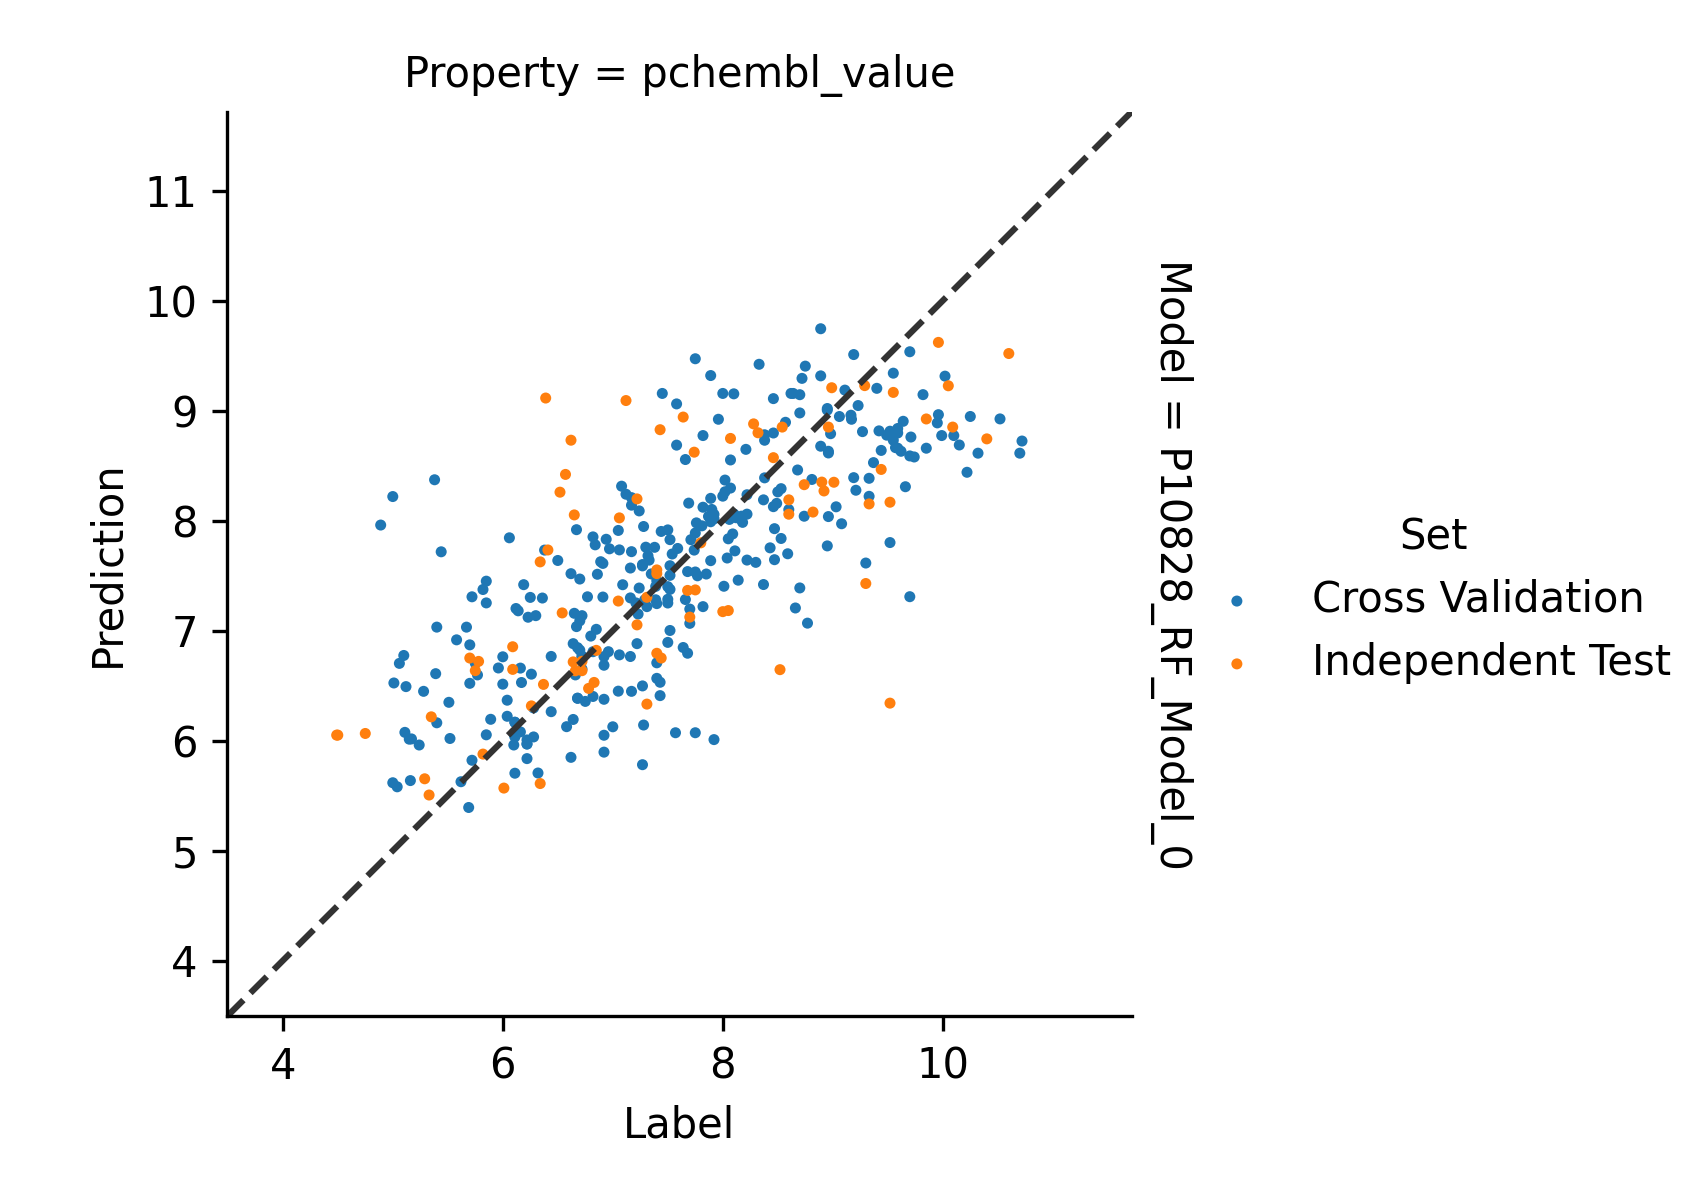 Property = pchembl_value
11
10
9
8
7
6
5
4
Prediction
4
6
8
10
Label
Model = P10828_RF_Model_0
Set
Cross Validation
Independent Test